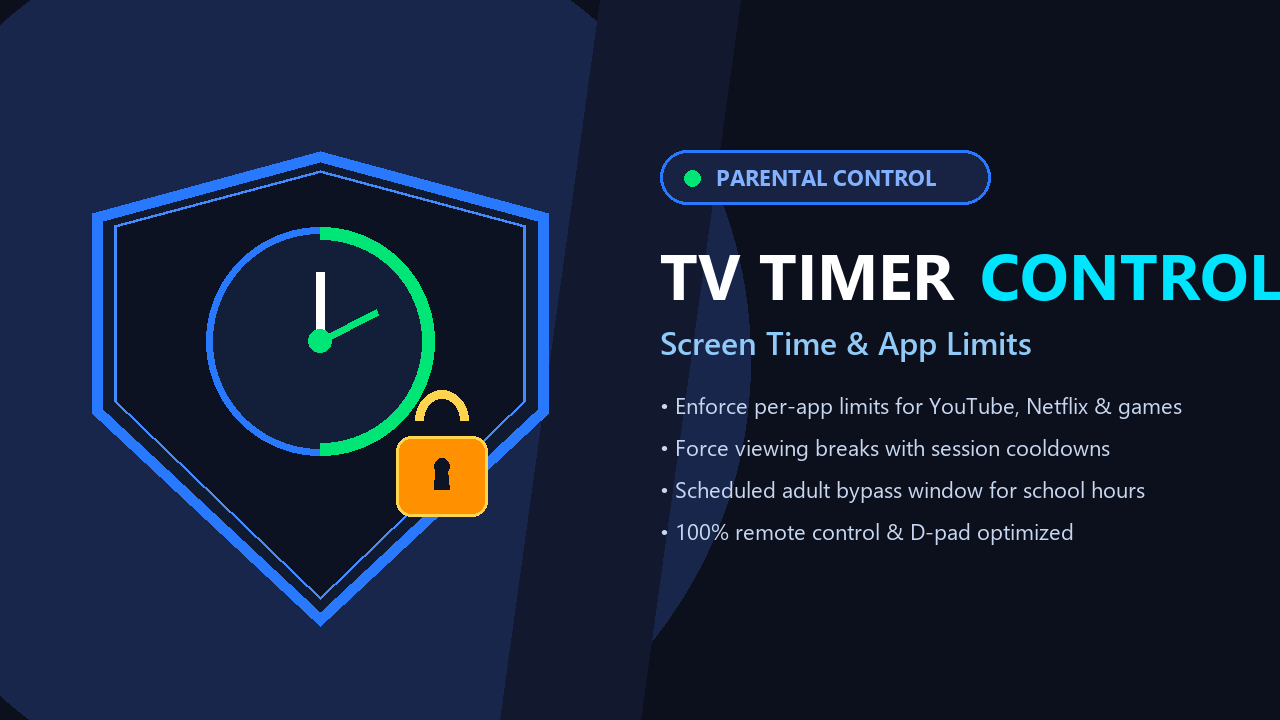 PARENTAL CONTROL
TV TIMER CONTROL
Screen Time & App Limits
• Enforce per-app limits for YouTube, Netflix & games
• Force viewing breaks with session cooldowns
• Scheduled adult bypass window for school hours
• 100% remote control & D-pad optimized